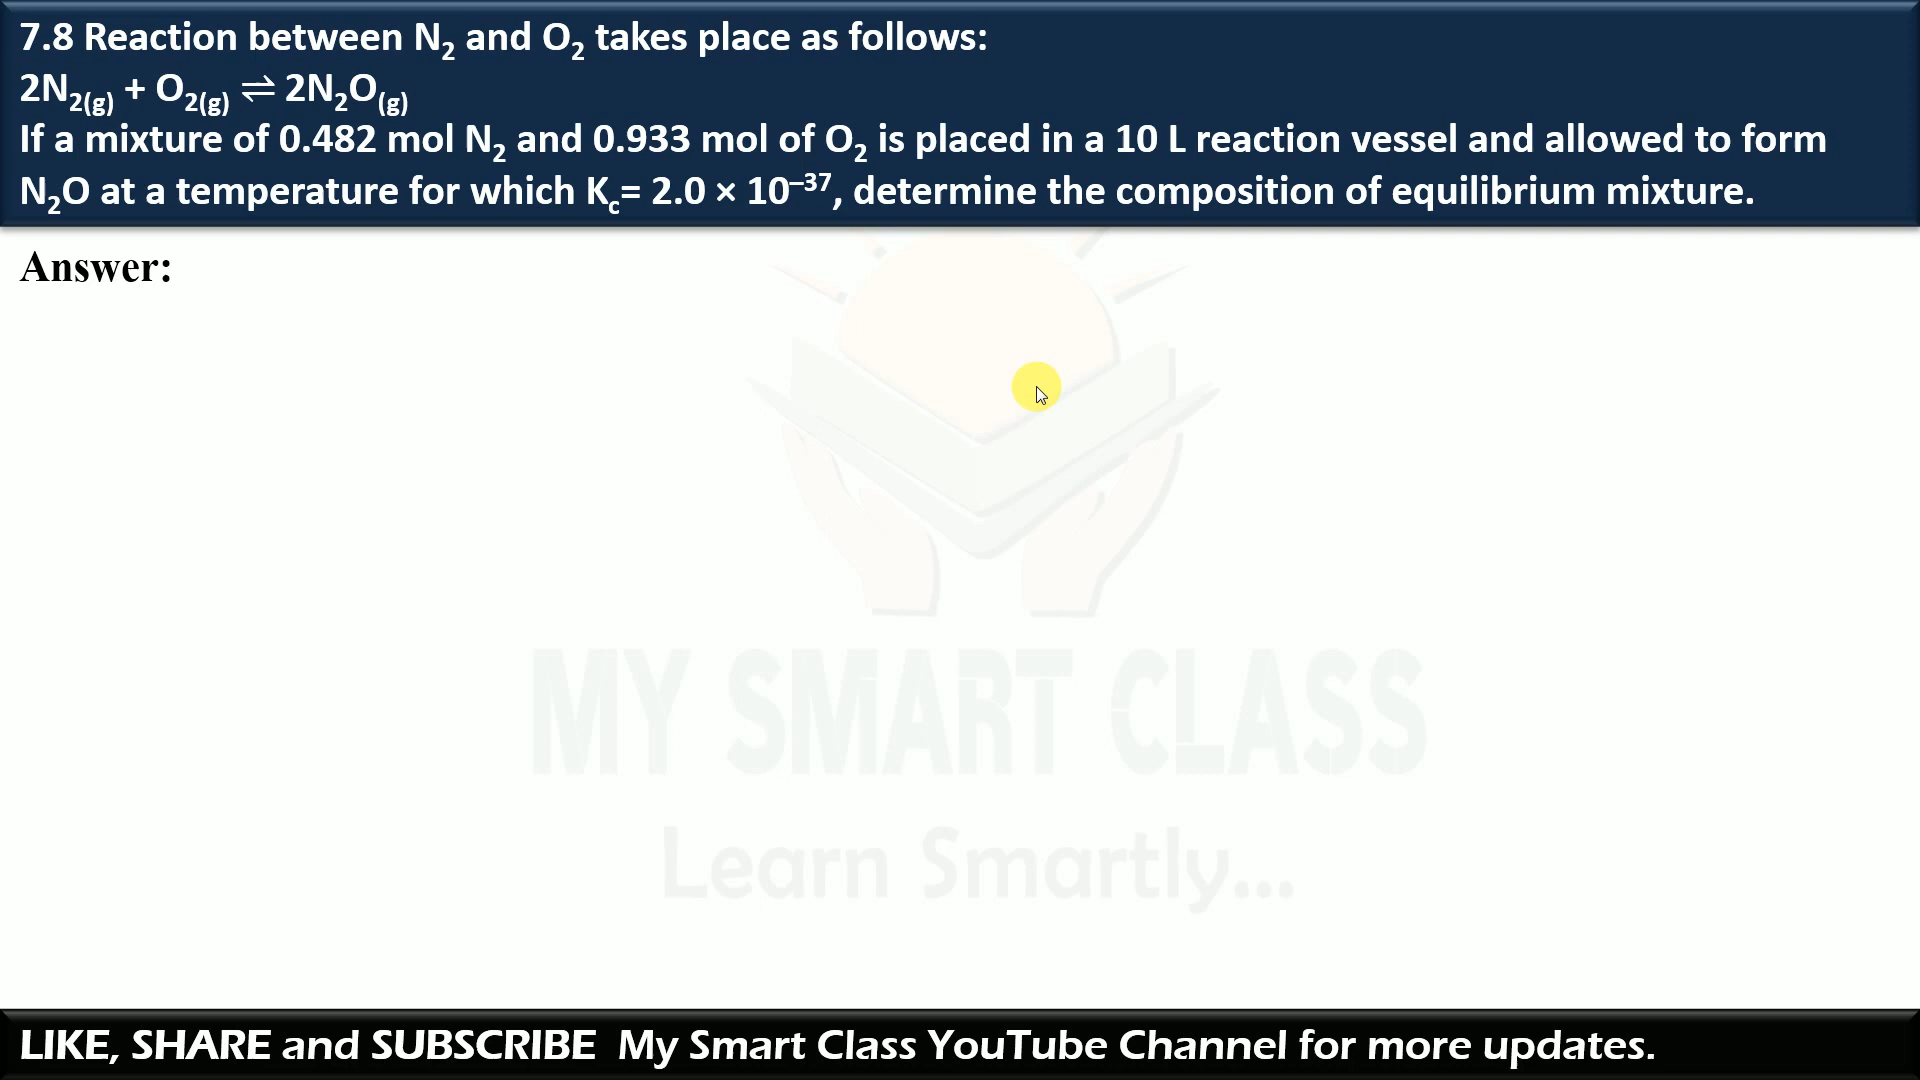 7.8 Reaction between N₂ and O₂ takes place as follows:
2N₂(g) + O₂(g) ⇌ 2N₂O(g)
If a mixture of 0.482 mol N₂ and 0.933 mol of O₂ is placed in a 10 L reaction vessel and allowed to form
N₂O at a temperature for which Kc= 2.0 × 10⁻³⁷, determine the composition of equilibrium mixture.
Answer:
MY SMART CLASS
Learn Smartly...
LIKE, SHARE and SUBSCRIBE My Smart Class YouTube Channel for more updates.